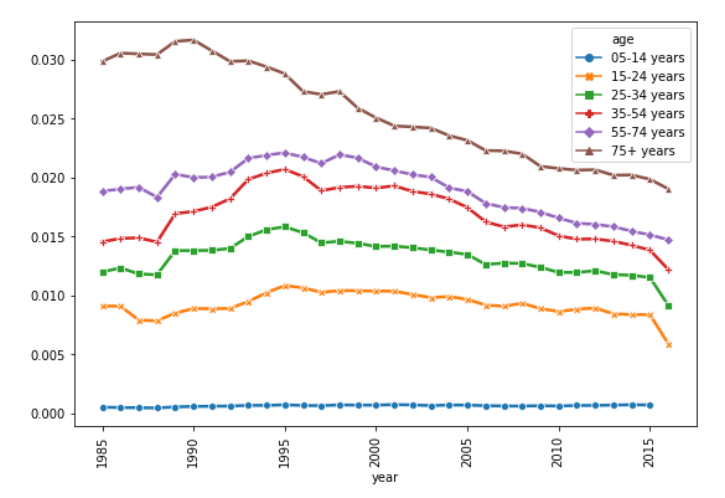 age
05-14 years
15-24 years
25-34 years
35-54 years
55-74 years
75+ years
0.030
0.025
0.020
0.015
0.010
0.005
0.000
1985
1990
1995
2000
2005
2010
2015
year